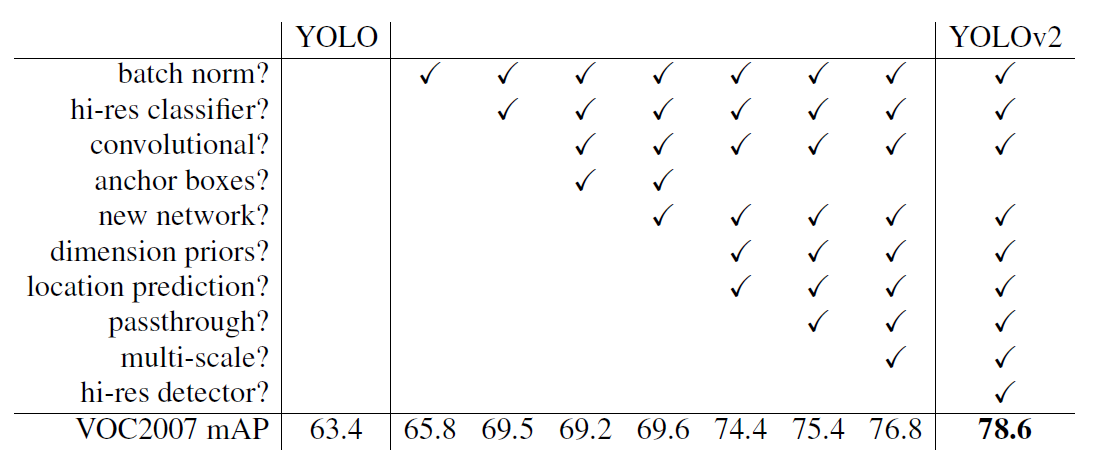 YOLO YOLOv2
batch norm? ✓ ✓ ✓ ✓ ✓ ✓ ✓ ✓
hi-res classifier? ✓ ✓ ✓ ✓ ✓ ✓ ✓
convolutional? ✓ ✓ ✓ ✓ ✓ ✓
anchor boxes? ✓ ✓
new network? ✓ ✓ ✓ ✓ ✓
dimension priors? ✓ ✓ ✓ ✓
location prediction? ✓ ✓ ✓ ✓
passthrough? ✓ ✓ ✓
multi-scale? ✓ ✓
hi-res detector? ✓
VOC2007 mAP 63.4 65.8 69.5 69.2 69.6 74.4 75.4 76.8 78.6